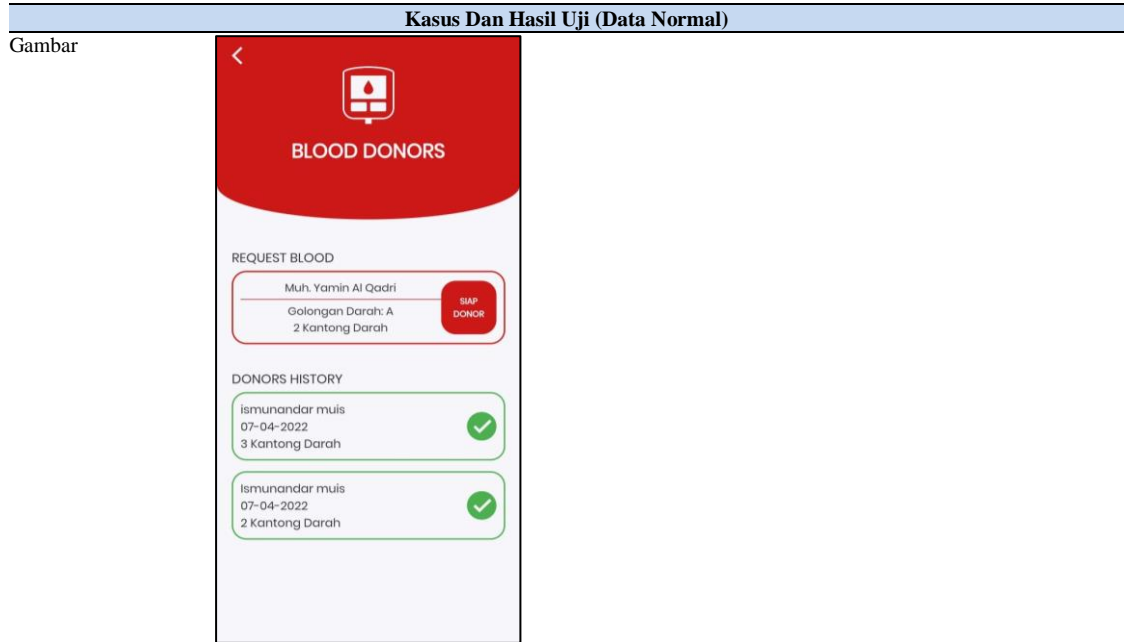 Kasus Dan Hasil Uji (Data Normal)
Gambar
BLOOD DONORS
REQUEST BLOOD
Muh. Yamin Al Qadri
Golongan Darah: A
2 Kantong Darah
SIAP
DONOR
DONORS HISTORY
ismunandar muis
07-04-2022
3 Kantong Darah
Ismunandar muis
07-04-2022
2 Kantong Darah